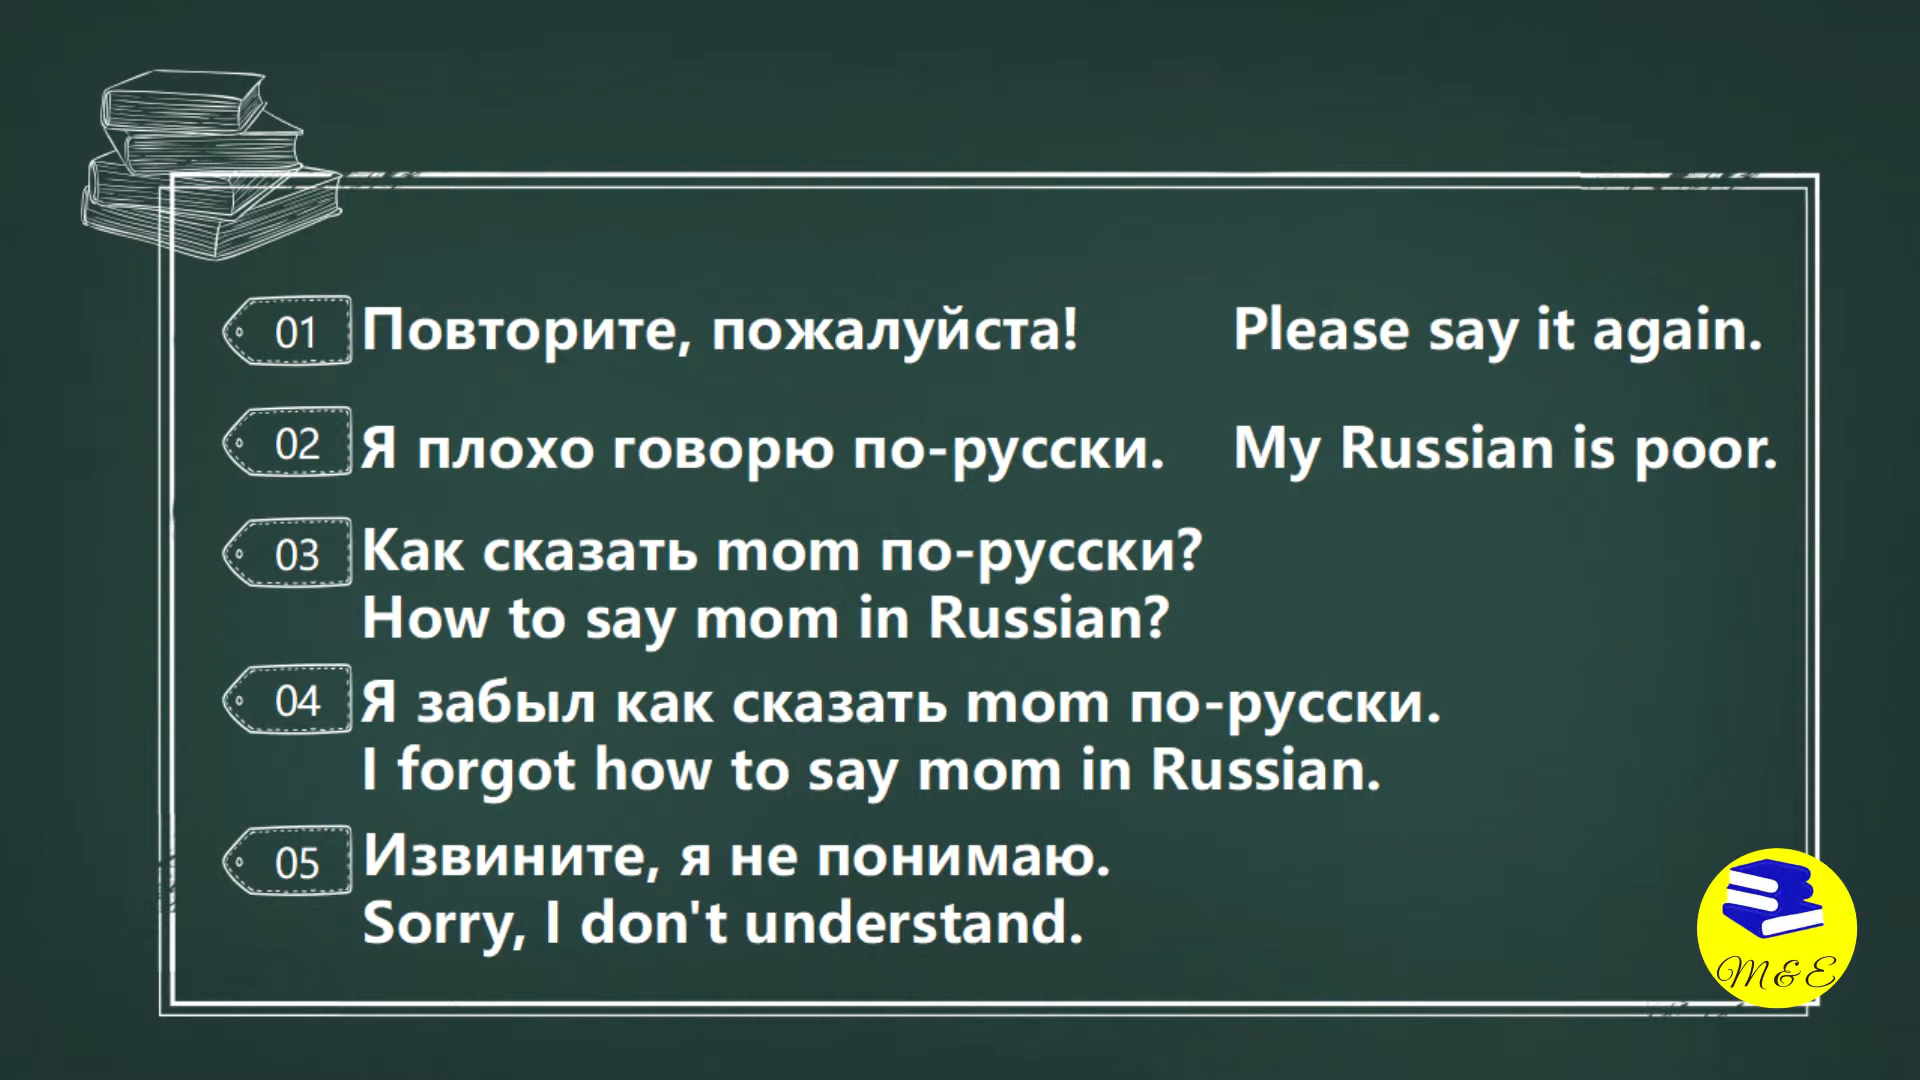 01 Повторите, пожалуйста! Please say it again.
02 Я плохо говорю по-русски. My Russian is poor.
03 Как сказать mom по-русски?
How to say mom in Russian?
04 Я забыл как сказать mom по-русски.
I forgot how to say mom in Russian.
05 Извините, я не понимаю.
Sorry, I don't understand.
M&E